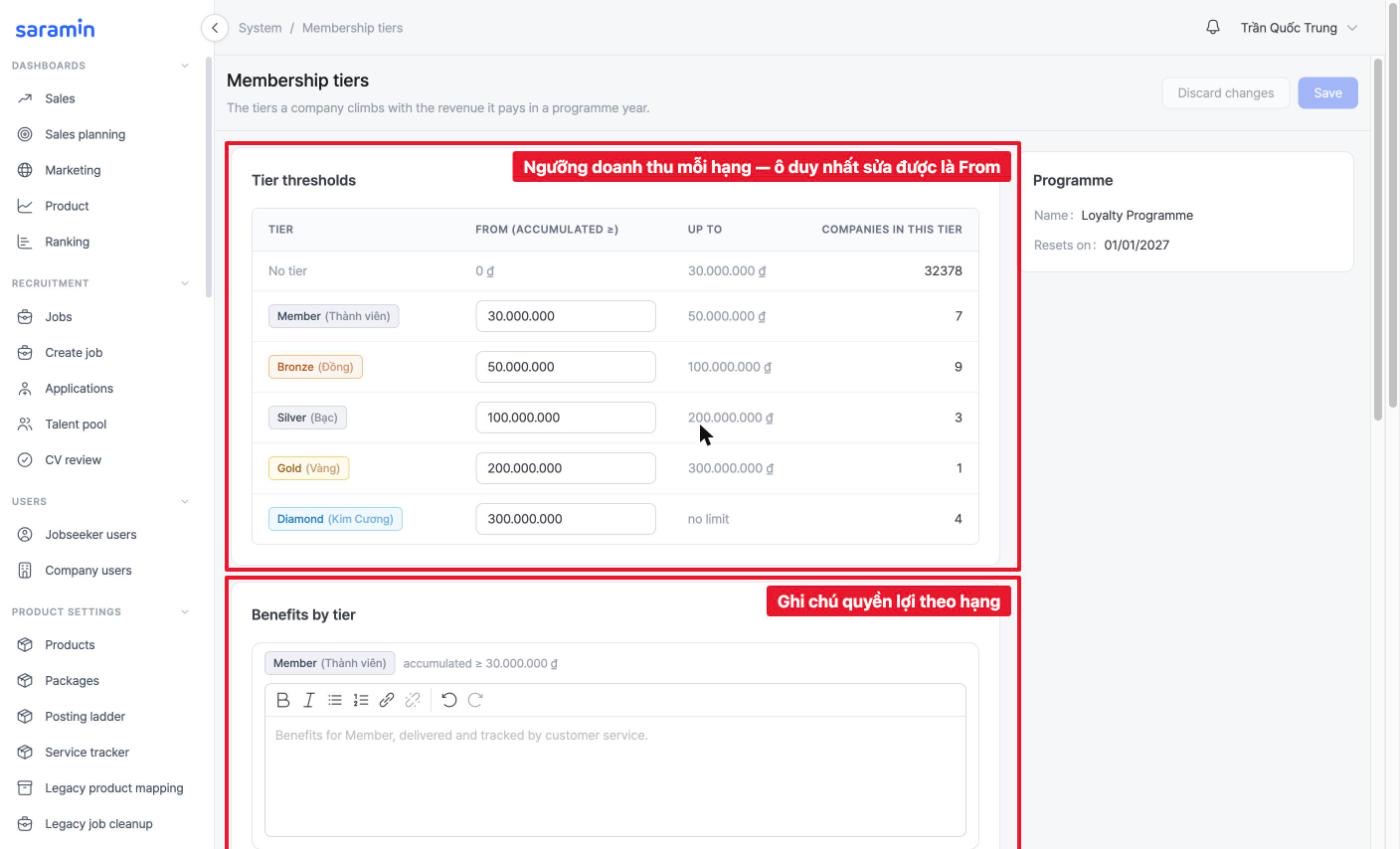 saramin
System / Membership tiers
Trần Quốc Trung
DASHBOARDS
Sales
Sales planning
Marketing
Product
Ranking
RECRUITMENT
Jobs
Create job
Applications
Talent pool
CV review
USERS
Jobseeker users
Company users
PRODUCT SETTINGS
Products
Packages
Posting ladder
Service tracker
Legacy product mapping
Legacy job cleanup
Membership tiers
The tiers a company climbs with the revenue it pays in a programme year.
Discard changes
Save
Ngưỡng doanh thu mỗi hạng — ô duy nhất sửa được là From
Tier thresholds
TIER FROM (ACCUMULATED ≥) UP TO COMPANIES IN THIS TIER
No tier 0 ₫ 30.000.000 ₫ 32378
Member (Thành viên) 30.000.000 50.000.000 ₫ 7
Bronze (Đồng) 50.000.000 100.000.000 ₫ 9
Silver (Bạc) 100.000.000 200.000.000 ₫ 3
Gold (Vàng) 200.000.000 300.000.000 ₫ 1
Diamond (Kim Cương) 300.000.000 no limit 4
Programme
Name: Loyalty Programme
Resets on: 01/01/2027
Ghi chú quyền lợi theo hạng
Benefits by tier
Member (Thành viên) accumulated ≥ 30.000.000 ₫
Benefits for Member, delivered and tracked by customer service.